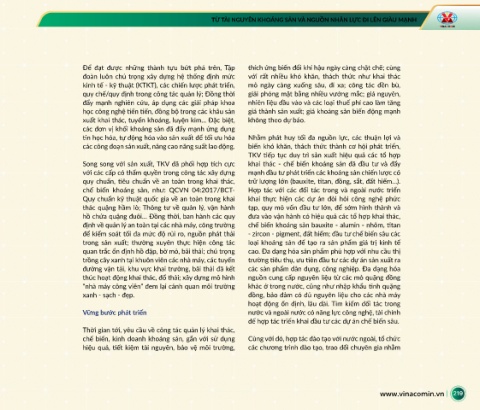 TỪ TÀI NGUYÊN KHOÁNG SẢN VÀ NGUỒN NHÂN LỰC ĐI LÊN GIÀU MẠNH
Để đạt được những thành tựu bứt phá trên, Tập
đoàn luôn chú trọng xây dựng hệ thống định mức
kinh tế - kỹ thuật (KTKT), các chiến lược phát triển,
quy chế/quy định trong công tác quản lý; Đồng thời
đẩy mạnh nghiên cứu, áp dụng các giải pháp khoa
học công nghệ tiên tiến, đồng bộ trong các khâu sản
xuất khai thác, tuyển khoáng, luyện kim... Đặc biệt,
các đơn vị khối khoáng sản đã đẩy mạnh ứng dụng
tin học hóa, tự động hóa vào sản xuất để tối ưu hóa
các công đoạn sản xuất, nâng cao năng suất lao động.
Song song với sản xuất, TKV đã phối hợp tích cực
với các cấp có thẩm quyền trong công tác xây dựng
quy chuẩn, tiêu chuẩn về an toàn trong khai thác,
chế biến khoáng sản, như: QCVN 04:2017/BCT-
Quy chuẩn kỹ thuật quốc gia về an toàn trong khai
thác quặng hầm lò; Thông tư về quản lý, vận hành
hồ chứa quặng đuôi... Đồng thời, ban hành các quy
định về quản lý an toàn tại các nhà máy, công trường
để kiểm soát tối đa mức độ rủi ro, nguồn phát thải
trong sản xuất; thường xuyên thực hiện công tác
quan trắc ổn định hồ đập, bờ mỏ, bãi thải; chú trọng
trồng cây xanh tại khuôn viên các nhà máy, các tuyến
đường vận tải, khu vực khai trường, bãi thải đã kết
thúc hoạt động khai thác, đổ thải; xây dựng mô hình
"nhà máy công viên" đem lại cảnh quan môi trường
xanh - sạch - đẹp.
Vững bước phát triển
Thời gian tới, yêu cầu về công tác quản lý khai thác,
chế biến, kinh doanh khoáng sản, gắn với sử dụng
hiệu quả, tiết kiệm tài nguyên, bảo vệ môi trường,
thích ứng biến đổi khí hậu ngày càng chặt chẽ; cùng
với rất nhiều khó khăn, thách thức như khai thác
mỏ ngày càng xuống sâu, đi xa; công tác đền bù,
giải phóng mặt bằng nhiều vướng mắc; giá nguyên,
nhiên liệu đầu vào và các loại thuế phí cao làm tăng
giá thành sản xuất; giá khoáng sản biến động mạnh
không theo dự báo.
Nhằm phát huy tối đa nguồn lực, các thuận lợi và
biến khó khăn, thách thức thành cơ hội phát triển,
TKV tiếp tục duy trì sản xuất hiệu quả các tổ hợp
khai thác - chế biến khoáng sản đã đầu tư và đẩy
mạnh đầu tư phát triển các khoáng sản chiến lược có
trữ lượng lớn (bauxite, titan, đồng, sắt, đất hiếm...).
Hợp tác với các đối tác trong và ngoài nước triển
khai thực hiện các dự án đòi hỏi công nghệ phức
tạp, quy mô vốn đầu tư lớn, để sớm hình thành và
đưa vào vận hành có hiệu quả các tổ hợp khai thác,
chế biến khoáng sản bauxite - alumin - nhôm, titan
- zircon - pigment, đất hiếm; đầu tư chế biến sâu các
loại khoáng sản để tạo ra sản phẩm giá trị kinh tế
cao. Đa dạng hóa sản phẩm phù hợp với nhu cầu thị
trường tiêu thụ, ưu tiên đầu tư các dự án sản xuất ra
các sản phẩm dân dụng, công nghiệp. Đa dạng hóa
nguồn cung cấp nguyên liệu từ các mỏ quặng đồng
khác ở trong nước, cũng như nhập khẩu tinh quặng
đồng, bảo đảm có đủ nguyên liệu cho các nhà máy
hoạt động ổn định, lâu dài. Tìm kiếm đối tác trong
nước và ngoài nước có năng lực công nghệ, tài chính
để hợp tác triển khai đầu tư các dự án chế biến sâu.
Cùng với đó, hợp tác đào tạo với nước ngoài, tổ chức
các chương trình đào tạo, trao đổi chuyên gia nhằm
www.vinacomin.vn | 219